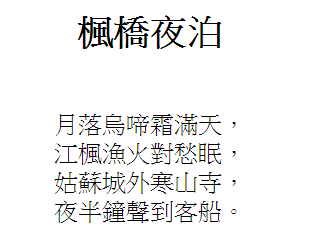 楓橋夜泊
月落烏啼霜滿天，
江楓漁火對愁眠，
姑蘇城外寒山寺，
夜半鐘聲到客船。